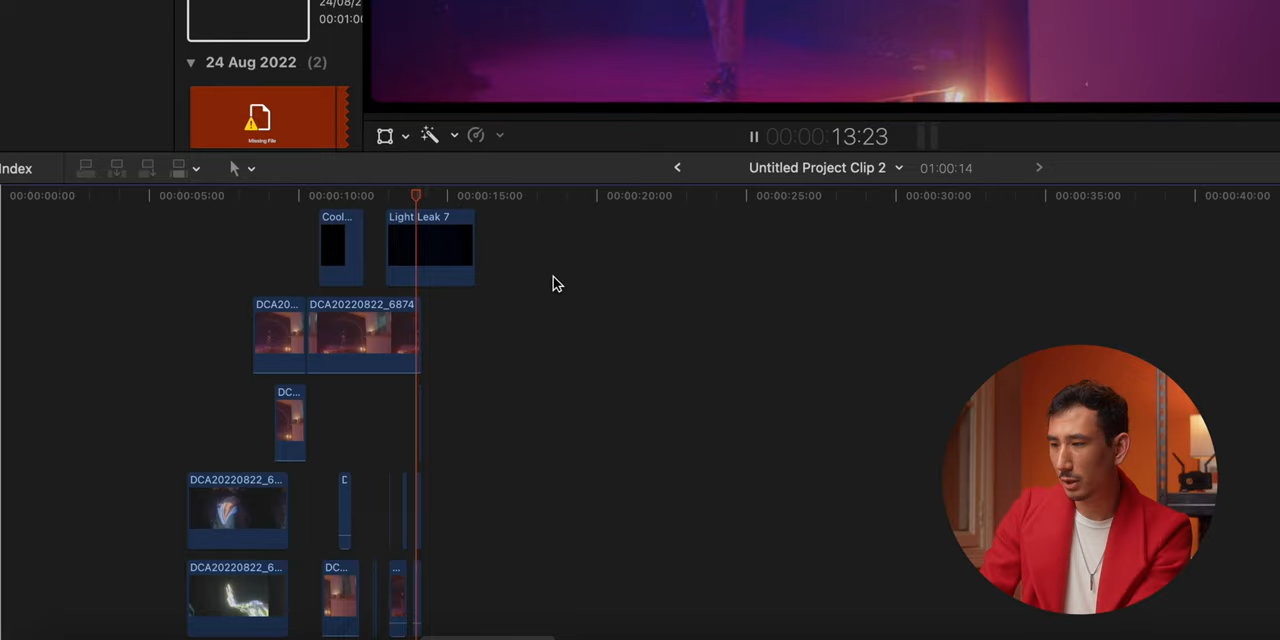 24/08/2
00:01:00
24 Aug 2022 (2)
Missing File
00:00:00:13:23
Index
Untitled Project Clip 2
01:00:14
00:00:00:00
00:00:05:00
00:00:10:00
00:00:15:00
00:00:20:00
00:00:25:00
00:00:30:00
00:00:35:00
00:00:40:00
Cool...
Light Leak 7
DCA20...
DCA20220822_6874
DC...
DCA20220822_6...
D
DCA20220822_6...
DC...
...